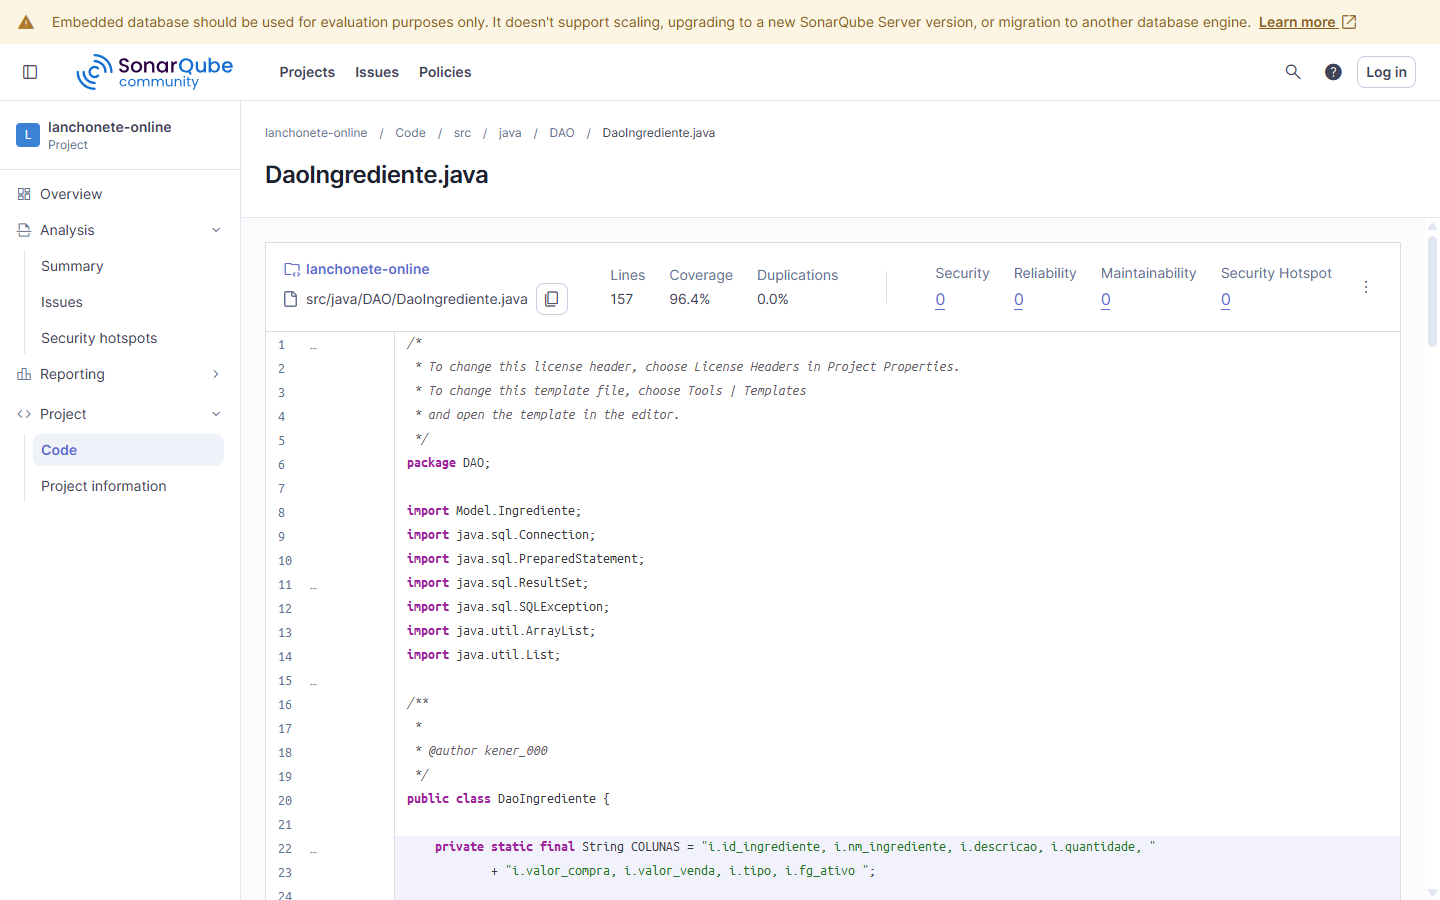 Embedded database should be used for evaluation purposes only. It doesn't support scaling, upgrading to a new SonarQube Server version, or migration to another database engine. Learn more
SonarQube community
Projects Issues Policies
? Log in
L lanchonete-online
Project
Overview
Analysis
Summary
Issues
Security hotspots
Reporting
Project
Code
Project information
lanchonete-online / Code / src / java / DAO / DaoIngrediente.java
DaoIngrediente.java
lanchonete-online
src/java/DAO/DaoIngrediente.java
Lines Coverage Duplications
157 96.4% 0.0%
Security Reliability Maintainability Security Hotspot
0 0 0 0
1 … /*
2 * To change this license header, choose License Headers in Project Properties.
3 * To change this template file, choose Tools | Templates
4 * and open the template in the editor.
5 */
6 package DAO;
7
8 import Model.Ingrediente;
9 import java.sql.Connection;
10 import java.sql.PreparedStatement;
11 … import java.sql.ResultSet;
12 import java.sql.SQLException;
13 import java.util.ArrayList;
14 import java.util.List;
15 …
16 /**
17 *
18 * @author kener_000
19 */
20 public class DaoIngrediente {
21
22 … private static final String COLUNAS = "i.id_ingrediente, i.nm_ingrediente, i.descricao, i.quantidade, "
23 + "i.valor_compra, i.valor_venda, i.tipo, i.fg_ativo ";
24